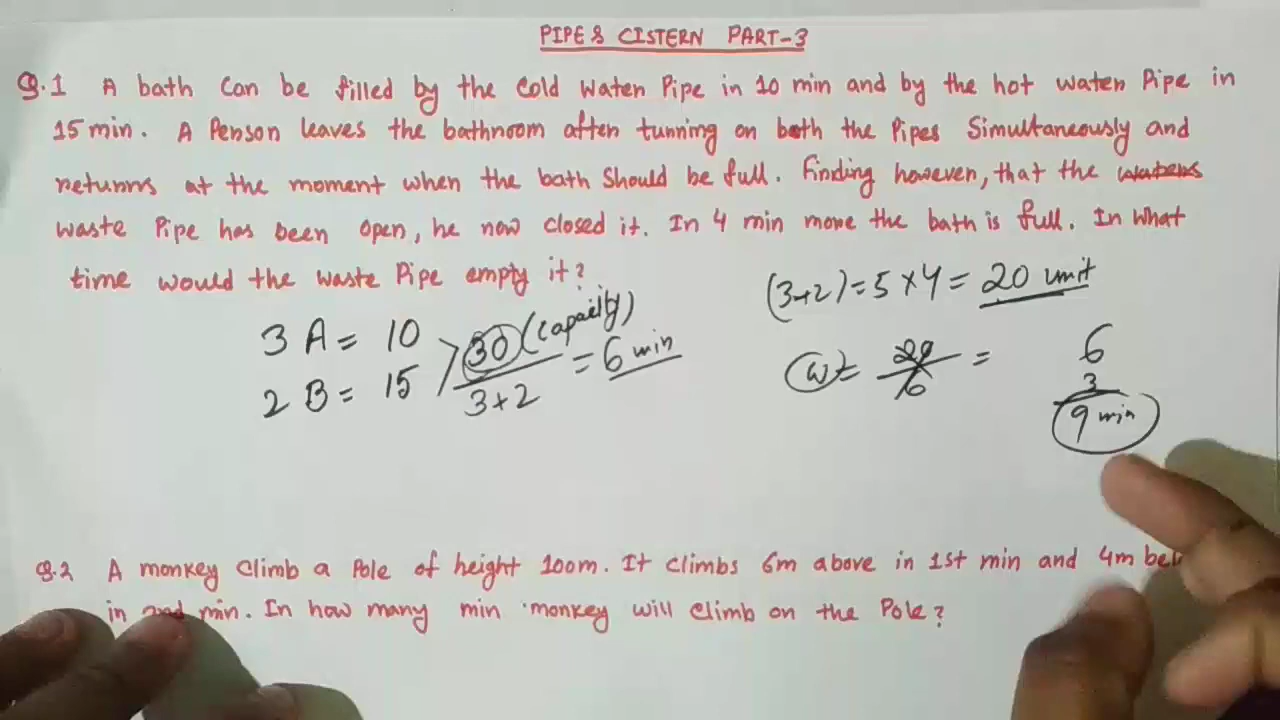 PIPE & CISTERN PART-3
Q.1 A bath can be filled by the cold water Pipe in 10 min and by the hot water Pipe in
15 min. A Person leaves the bathroom after turning on both the Pipes Simultaneously and
returns at the moment when the bath should be full. Finding however, that the
waste Pipe has been open, he now closed it. In 4 min more the bath is full. In what
time would the waste Pipe empty it?
(3+2) = 5 × 4 = 20 unit
3 A = 10
2 B = 15
30 (capacity)
3+2
= 6 min
W =
20
6
=
6
3
9 min
Q.2 A monkey climb a Pole of height 100m. It climbs 6m above in 1st min and 4m
in min. In how many min monkey will climb on the Pole?